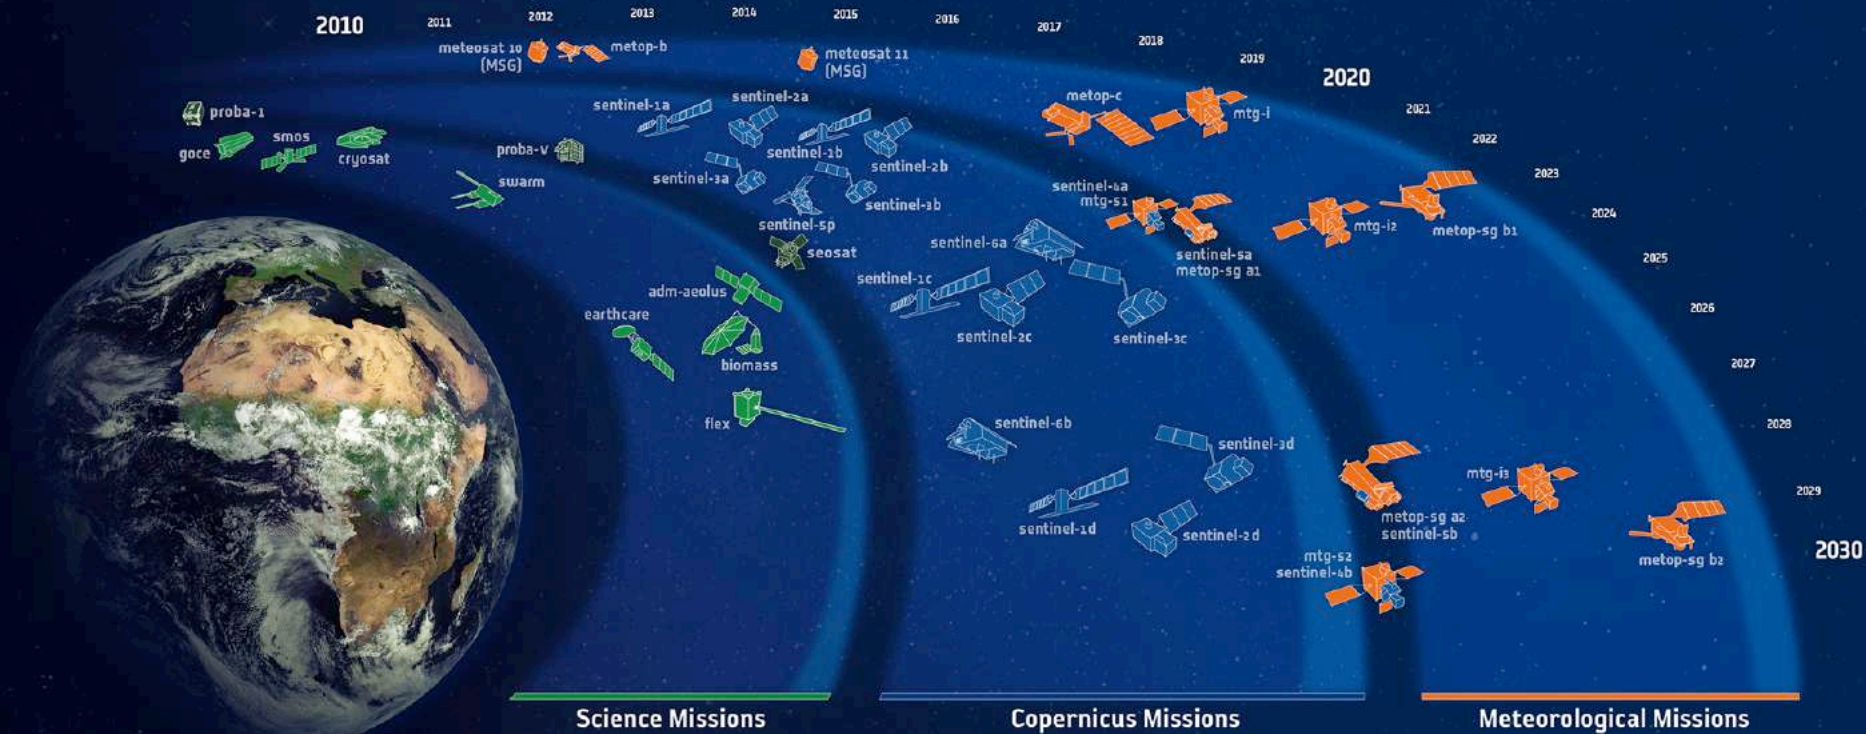 2010
2011
2012
2013
2014
2015
2016
2017
2018
2019
2020
2021
2022
2023
2024
2025
2026
2027
2028
2029
2030
meteosat 10
(MSG)
metop-b
meteosat 11
(MSG)
metop-c
mtg-i
proba-1
goce
smos
cryosat
swarm
proba-v
sentinel-1a
sentinel-2a
sentinel-1b
sentinel-2b
sentinel-3a
sentinel-3b
sentinel-5p
seosat
adm-aeolus
earthcare
biomass
flex
sentinel-4a
mtg-s1
sentinel-5a
metop-sg a1
mtg-i2
metop-sg b1
sentinel-6a
sentinel-1c
sentinel-2c
sentinel-3c
sentinel-6b
sentinel-3d
sentinel-1d
sentinel-2d
metop-sg a2
sentinel-5b
mtg-i3
metop-sg b2
mtg-s2
sentinel-4b
Science Missions
Copernicus Missions
Meteorological Missions